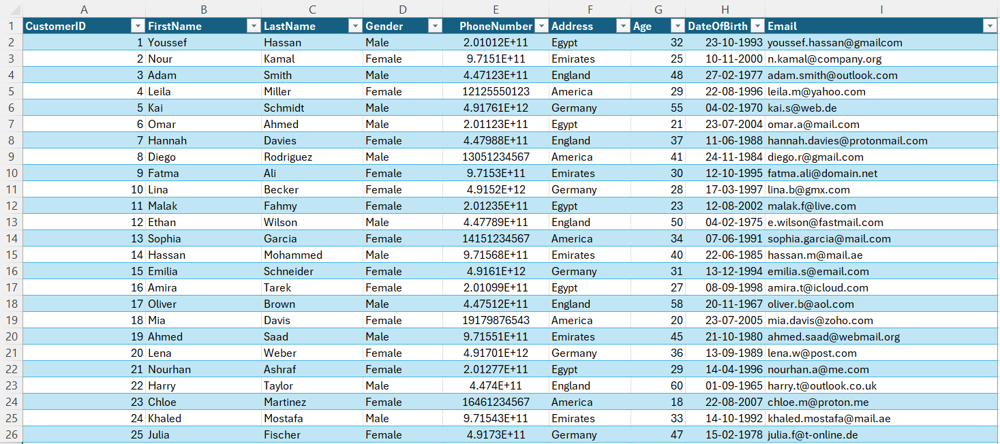 A B C D E F G H I
1 CustomerID FirstName LastName Gender PhoneNumber Address Age DateOfBirth Email
2 1 Youssef Hassan Male 2.01012E+11 Egypt 32 23-10-1993 youssef.hassan@gmailcom
3 2 Nour Kamal Female 9.7151E+11 Emirates 25 10-11-2000 n.kamal@company.org
4 3 Adam Smith Male 4.47123E+11 England 48 27-02-1977 adam.smith@outlook.com
5 4 Leila Miller Female 12125550123 America 29 22-08-1996 leila.m@yahoo.com
6 5 Kai Schmidt Male 4.91761E+12 Germany 55 04-02-1970 kai.s@web.de
7 6 Omar Ahmed Male 2.01123E+11 Egypt 21 23-07-2004 omar.a@mail.com
8 7 Hannah Davies Female 4.47988E+11 England 37 11-06-1988 hannah.davies@protonmail.com
9 8 Diego Rodriguez Male 13051234567 America 41 24-11-1984 diego.r@gmail.com
10 9 Fatma Ali Female 9.7153E+11 Emirates 30 12-10-1995 fatma.ali@domain.net
11 10 Lina Becker Female 4.9152E+12 Germany 28 17-03-1997 lina.b@gmx.com
12 11 Malak Fahmy Female 2.01235E+11 Egypt 23 12-08-2002 malak.f@live.com
13 12 Ethan Wilson Male 4.47789E+11 England 50 04-02-1975 e.wilson@fastmail.com
14 13 Sophia Garcia Female 14151234567 America 34 07-06-1991 sophia.garcia@mail.com
15 14 Hassan Mohammed Male 9.71568E+11 Emirates 40 22-06-1985 hassan.m@mail.ae
16 15 Emilia Schneider Female 4.9161E+12 Germany 31 13-12-1994 emilia.s@email.com
17 16 Amira Tarek Female 2.01099E+11 Egypt 27 08-09-1998 amira.t@icloud.com
18 17 Oliver Brown Male 4.47512E+11 England 58 20-11-1967 oliver.b@aol.com
19 18 Mia Davis Female 19179876543 America 20 23-07-2005 mia.davis@zoho.com
20 19 Ahmed Saad Male 9.71551E+11 Emirates 45 21-10-1980 ahmed.saad@webmail.org
21 20 Lena Weber Female 4.91701E+12 Germany 36 13-09-1989 lena.w@post.com
22 21 Nourhan Ashraf Female 2.01277E+11 Egypt 29 14-04-1996 nourhan.a@me.com
23 22 Harry Taylor Male 4.474E+11 England 60 01-09-1965 harry.t@outlook.co.uk
24 23 Chloe Martinez Female 16461234567 America 18 22-08-2007 chloe.m@proton.me
25 24 Khaled Mostafa Male 9.71543E+11 Emirates 33 14-10-1992 khaled.mostafa@mail.ae
26 25 Julia Fischer Female 4.9173E+11 Germany 47 15-02-1978 julia.f@t-online.de